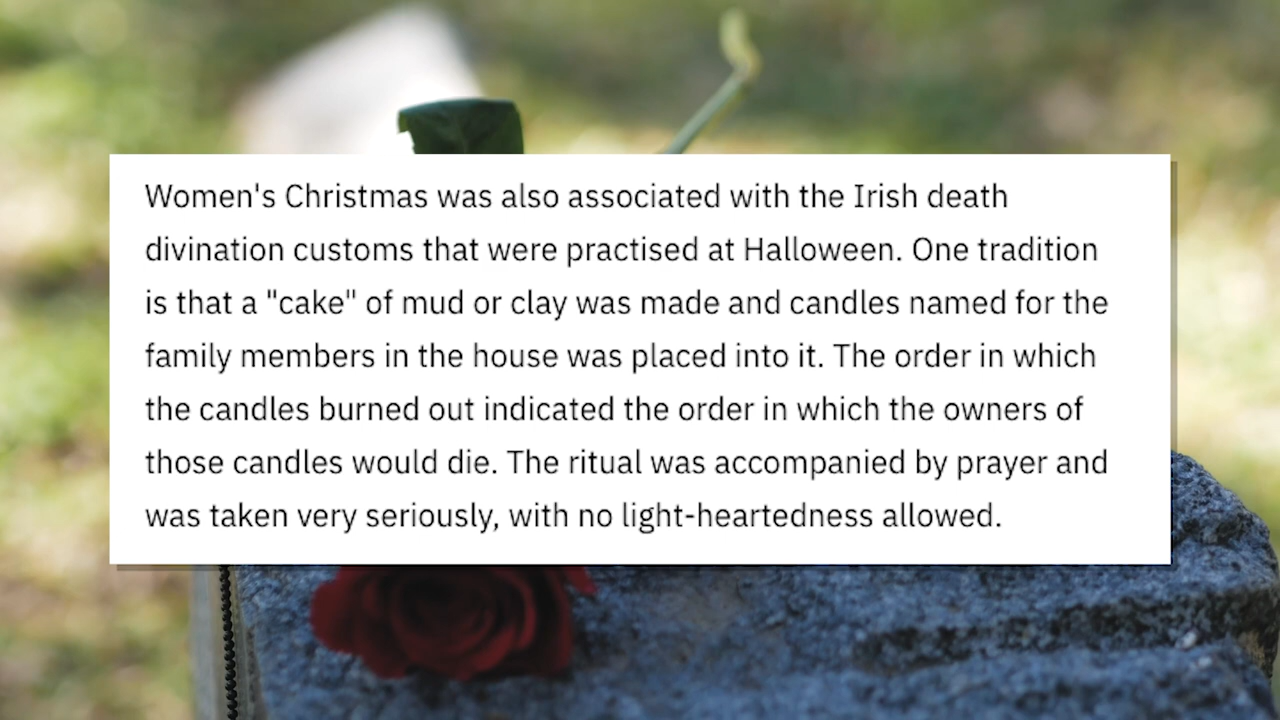 Women's Christmas was also associated with the Irish death
divination customs that were practised at Halloween. One tradition
is that a "cake" of mud or clay was made and candles named for the
family members in the house was placed into it. The order in which
the candles burned out indicated the order in which the owners of
those candles would die. The ritual was accompanied by prayer and
was taken very seriously, with no light-heartedness allowed.